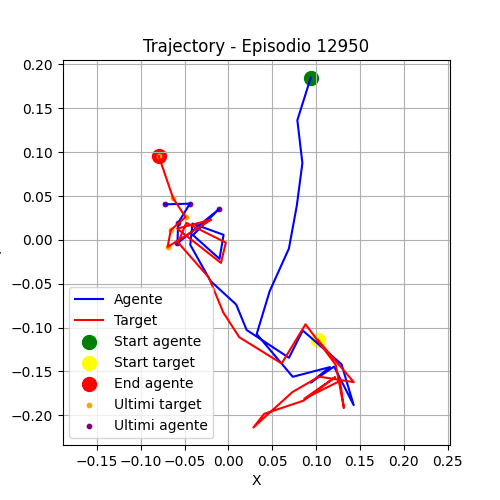 Trajectory - Episodio 12950
0.20
0.15
0.10
0.05
0.00
−0.05
−0.10
−0.15
−0.20
Agente
Target
Start agente
Start target
End agente
Ultimi target
Ultimi agente
−0.15 −0.10 −0.05 0.00 0.05 0.10 0.15 0.20 0.25
X